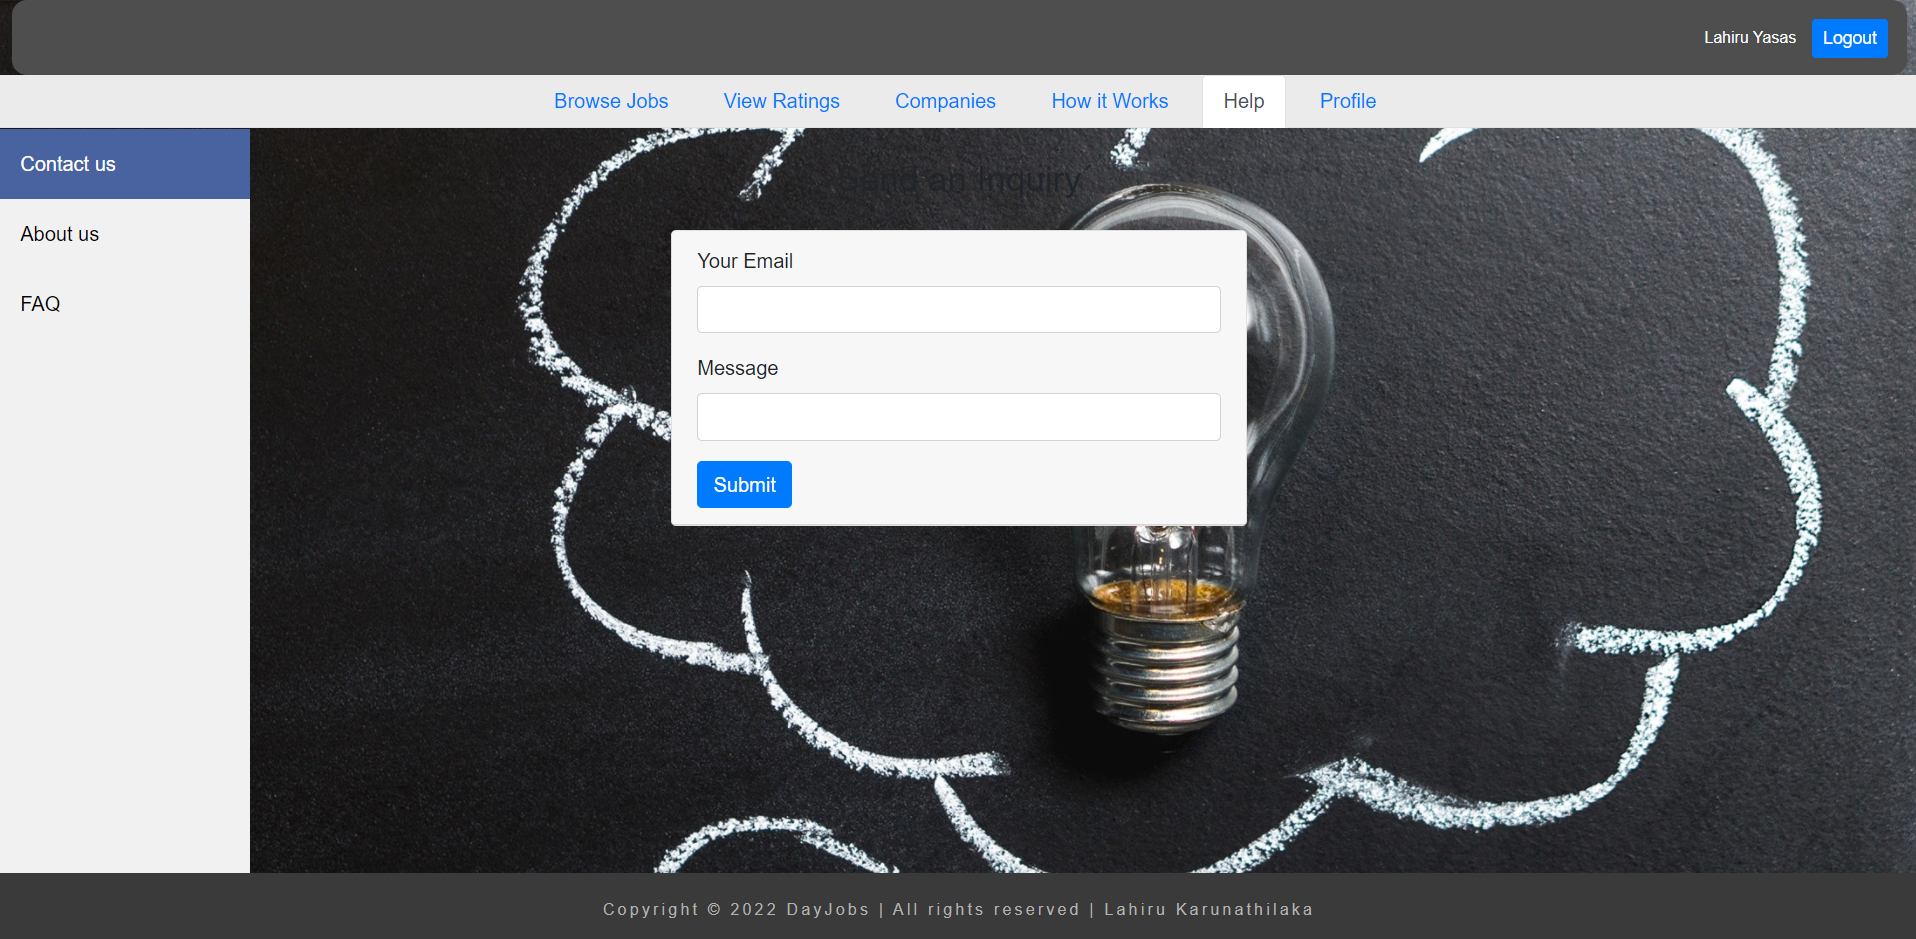 Lahiru Yasas
Logout
Browse Jobs
View Ratings
Companies
How it Works
Help
Profile
Contact us
About us
FAQ
Send an Inquiry
Your Email
Message
Submit
Copyright © 2022 DayJobs | All rights reserved | Lahiru Karunathilaka